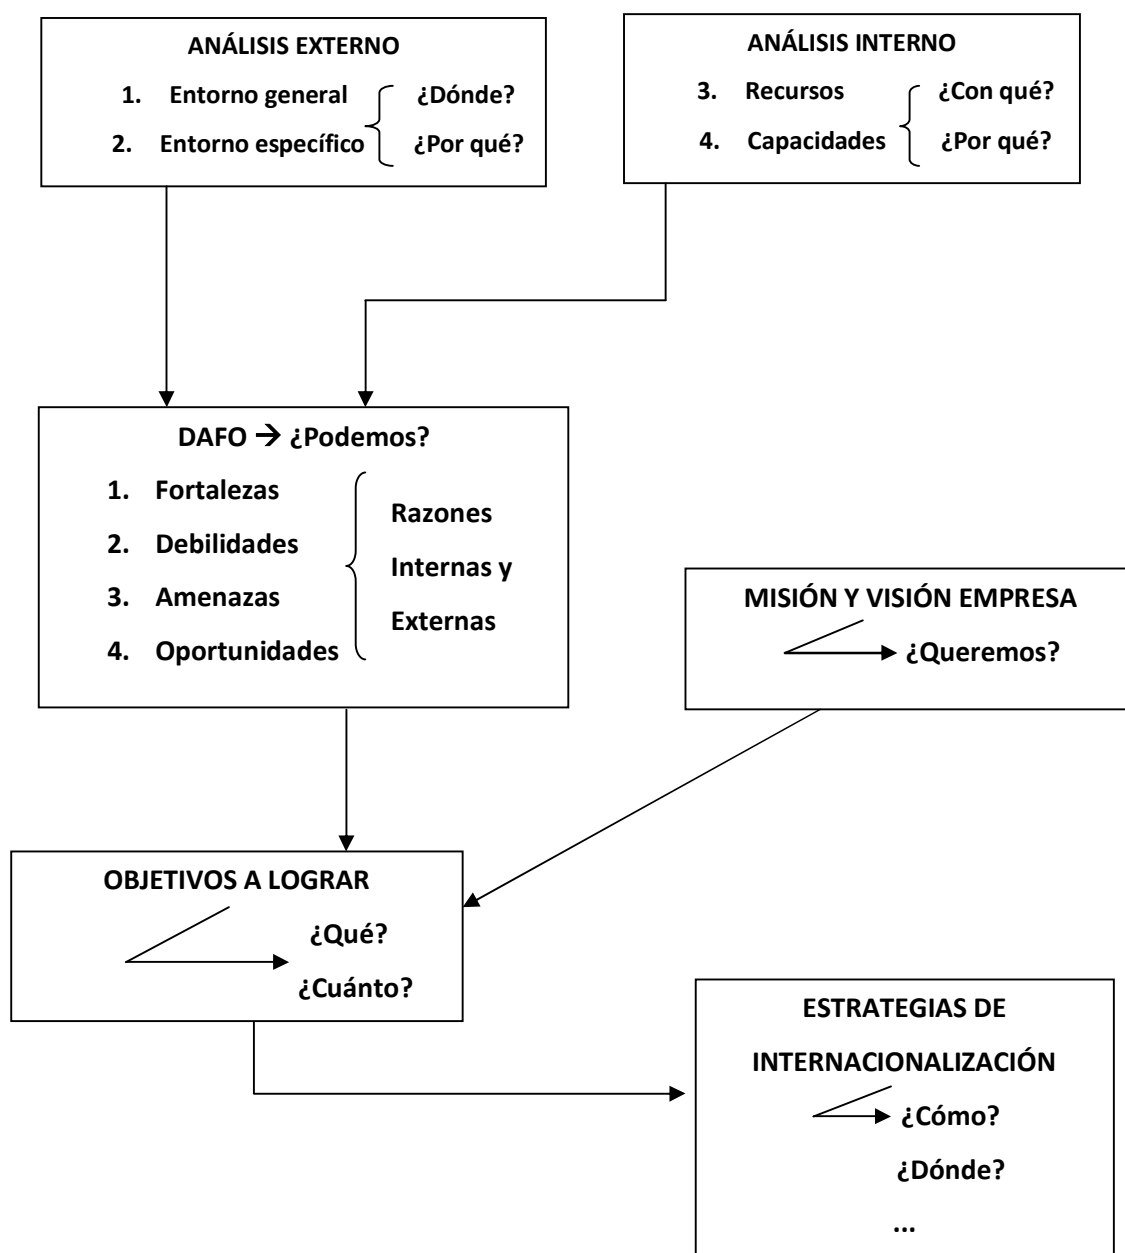 ANÁLISIS EXTERNO
1. Entorno general ¿Dónde?
2. Entorno específico ¿Por qué?
ANÁLISIS INTERNO
3. Recursos ¿Con qué?
4. Capacidades ¿Por qué?
DAFO → ¿Podemos?
1. Fortalezas
2. Debilidades
3. Amenazas
4. Oportunidades
Razones
Internas y
Externas
MISIÓN Y VISIÓN EMPRESA
¿Queremos?
OBJETIVOS A LOGRAR
¿Qué?
¿Cuánto?
ESTRATEGIAS DE
INTERNACIONALIZACIÓN
¿Cómo?
¿Dónde?
...